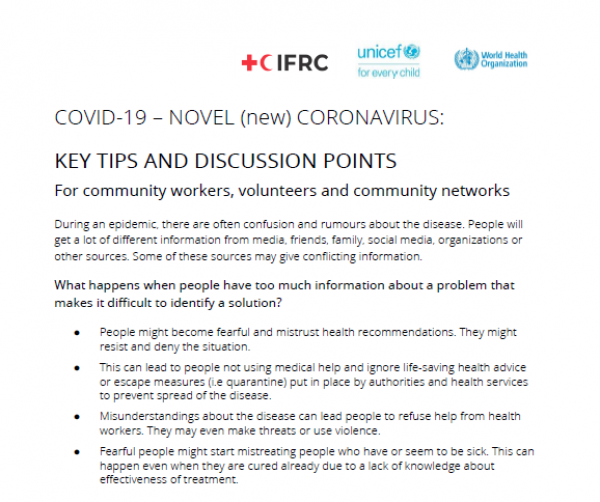 IFRC
unicef
for every child
World Health
Organization
COVID-19 – NOVEL (new) CORONAVIRUS:
KEY TIPS AND DISCUSSION POINTS
For community workers, volunteers and community networks
During an epidemic, there are often confusion and rumours about the disease. People will
get a lot of different information from media, friends, family, social media, organizations or
other sources. Some of these sources may give conflicting information.
What happens when people have too much information about a problem that
makes it difficult to identify a solution?
• People might become fearful and mistrust health recommendations. They might
resist and deny the situation.
• This can lead to people not using medical help and ignore life-saving health advice
or escape measures (i.e quarantine) put in place by authorities and health services
to prevent spread of the disease.
• Misunderstandings about the disease can lead people to refuse help from health
workers. They may even make threats or use violence.
• Fearful people might start mistreating people who have or seem to be sick. This can
happen even when they are cured already due to a lack of knowledge about
effectiveness of treatment.